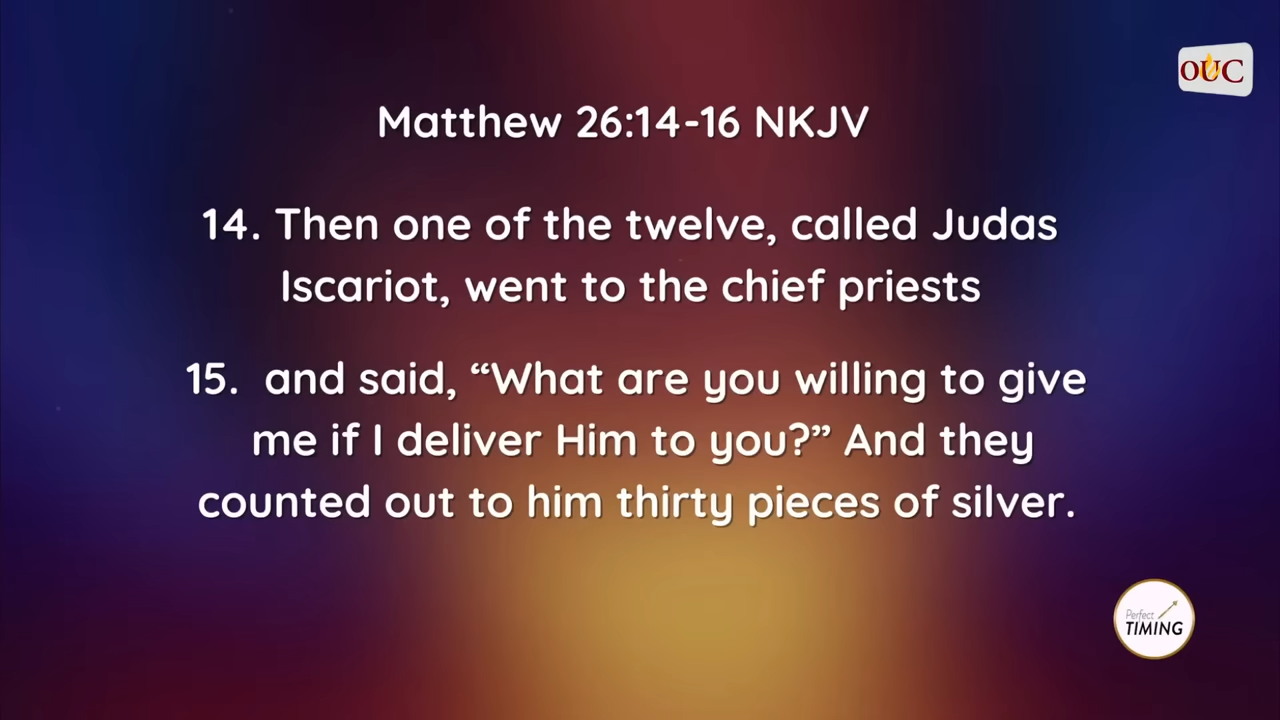 OUC
Matthew 26:14-16 NKJV
14. Then one of the twelve, called Judas
Iscariot, went to the chief priests
15. and said, “What are you willing to give
me if I deliver Him to you?” And they
counted out to him thirty pieces of silver.
Perfect
TIMING